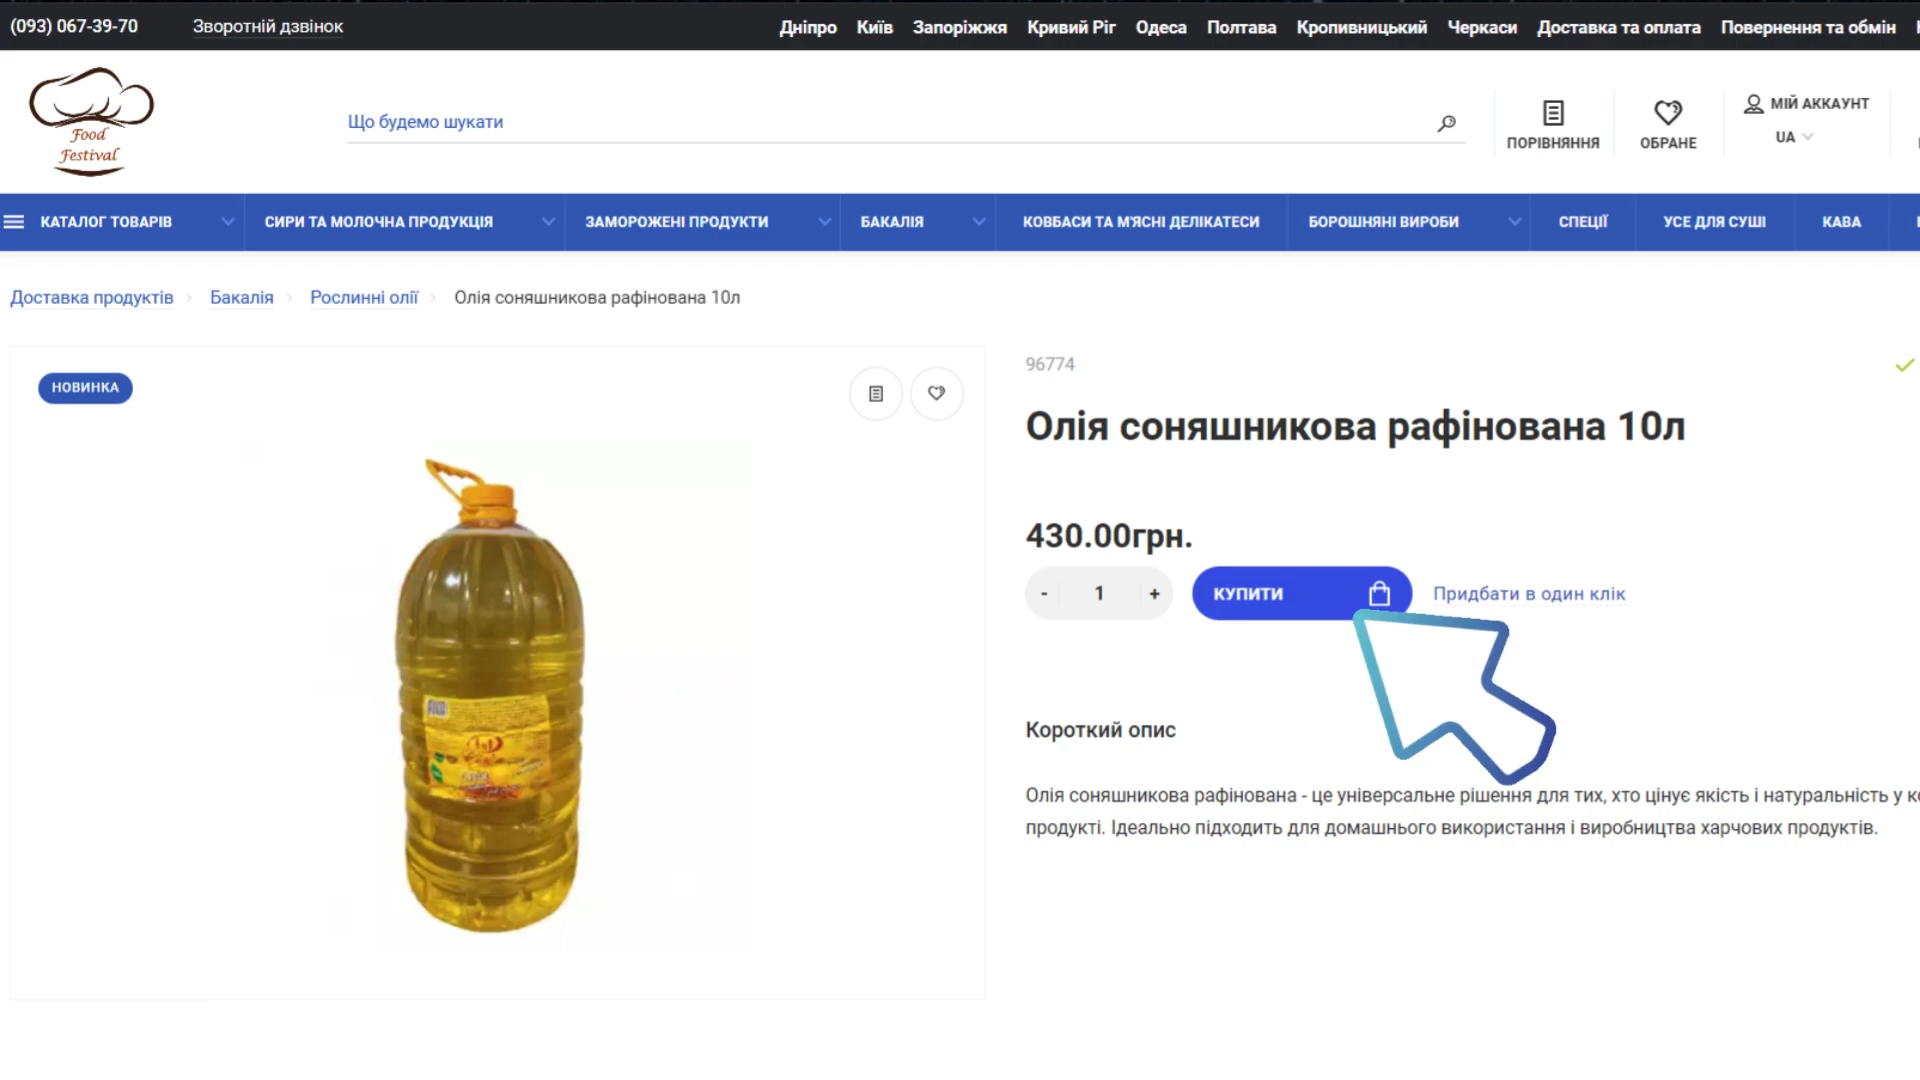 (093) 067-39-70 Зворотній дзвінок Дніпро Київ Запоріжжя Кривий Ріг Одеса Полтава Кропивницький Черкаси Доставка та оплата Повернення та обмін
Food
Festival
Що будемо шукати
ПОРІВНЯННЯ
ОБРАНЕ
МІЙ АККАУНТ
UA
КАТАЛОГ ТОВАРІВ СИРИ ТА МОЛОЧНА ПРОДУКЦІЯ ЗАМОРОЖЕНІ ПРОДУКТИ БАКАЛІЯ КОВБАСИ ТА М'ЯСНІ ДЕЛІКАТЕСИ БОРОШНЯНІ ВИРОБИ СПЕЦІЇ УСЕ ДЛЯ СУШІ КАВА
Доставка продуктів Бакалія Рослинні олії Олія соняшникова рафінована 10л
НОВИНКА
96774
Олія соняшникова рафінована 10л
430.00грн.
- 1 + КУПИТИ Придбати в один клік
Короткий опис
Олія соняшникова рафінована - це універсальне рішення для тих, хто цінує якість і натуральність у
продукті. Ідеально підходить для домашнього використання і виробництва харчових продуктів.